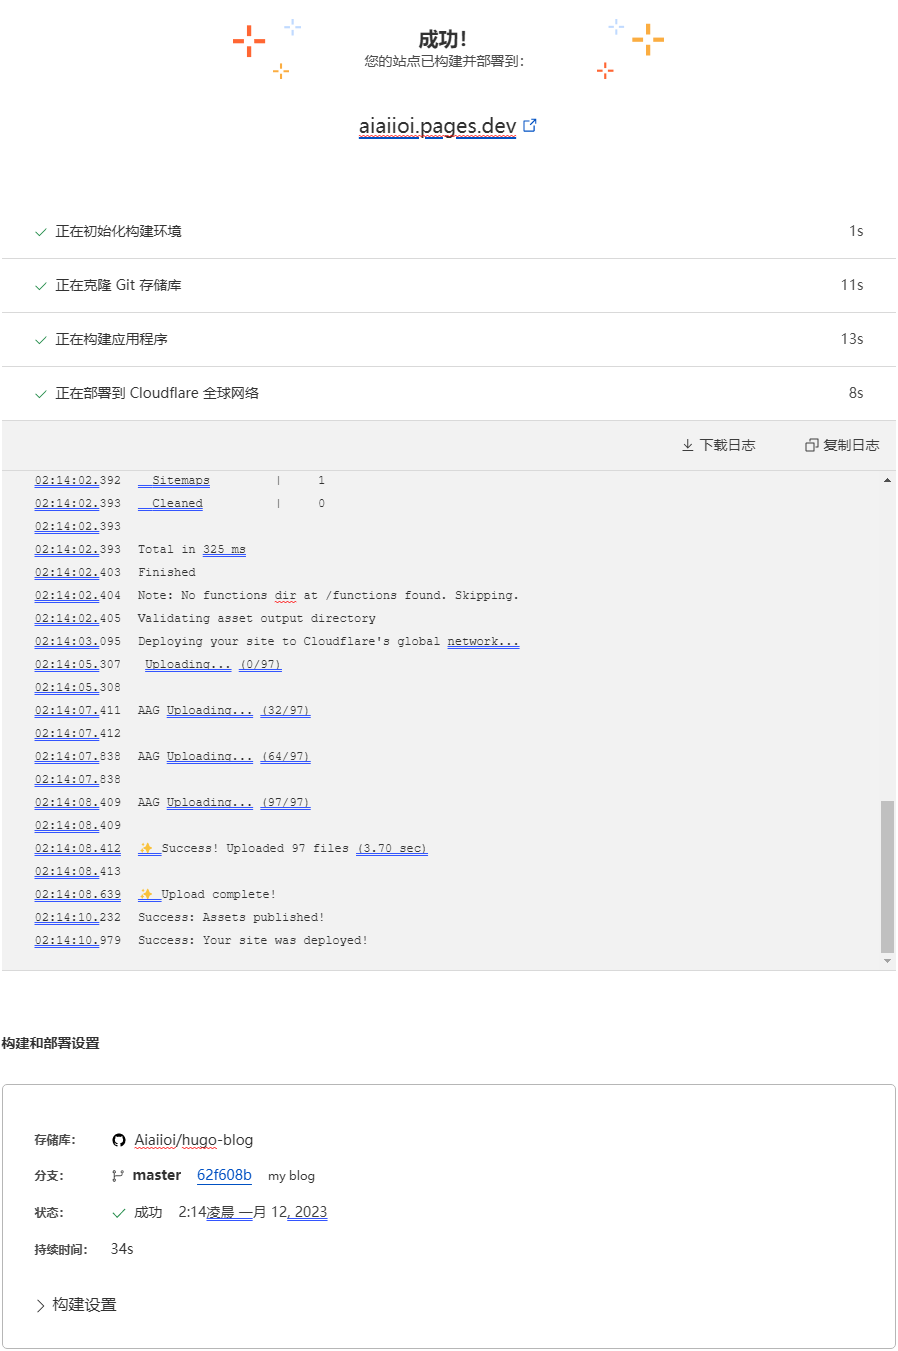 成功！
您的站点已构建并部署到：
aiaiioi.pages.dev
正在初始化构建环境 1s
正在克隆 Git 存储库 11s
正在构建应用程序 13s
正在部署到 Cloudflare 全球网络 8s
下载日志 复制日志
02:14:02.392 Sitemaps | 1
02:14:02.393 Cleaned | 0
02:14:02.393
02:14:02.393 Total in 325 ms
02:14:02.403 Finished
02:14:02.404 Note: No functions dir at /functions found. Skipping.
02:14:02.405 Validating asset output directory
02:14:03.095 Deploying your site to Cloudflare's global network...
02:14:05.307 Uploading... (0/97)
02:14:05.308
02:14:07.411 AAG Uploading... (32/97)
02:14:07.412
02:14:07.838 AAG Uploading... (64/97)
02:14:07.838
02:14:08.409 AAG Uploading... (97/97)
02:14:08.409
02:14:08.412 ✨ Success! Uploaded 97 files (3.70 sec)
02:14:08.413
02:14:08.639 ✨ Upload complete!
02:14:10.232 Success: Assets published!
02:14:10.979 Success: Your site was deployed!
构建和部署设置
存储库： Aiaiioi/hugo-blog
分支： master 62f608b my blog
状态： 成功 2:14凌晨 一月 12, 2023
持续时间： 34s
构建设置